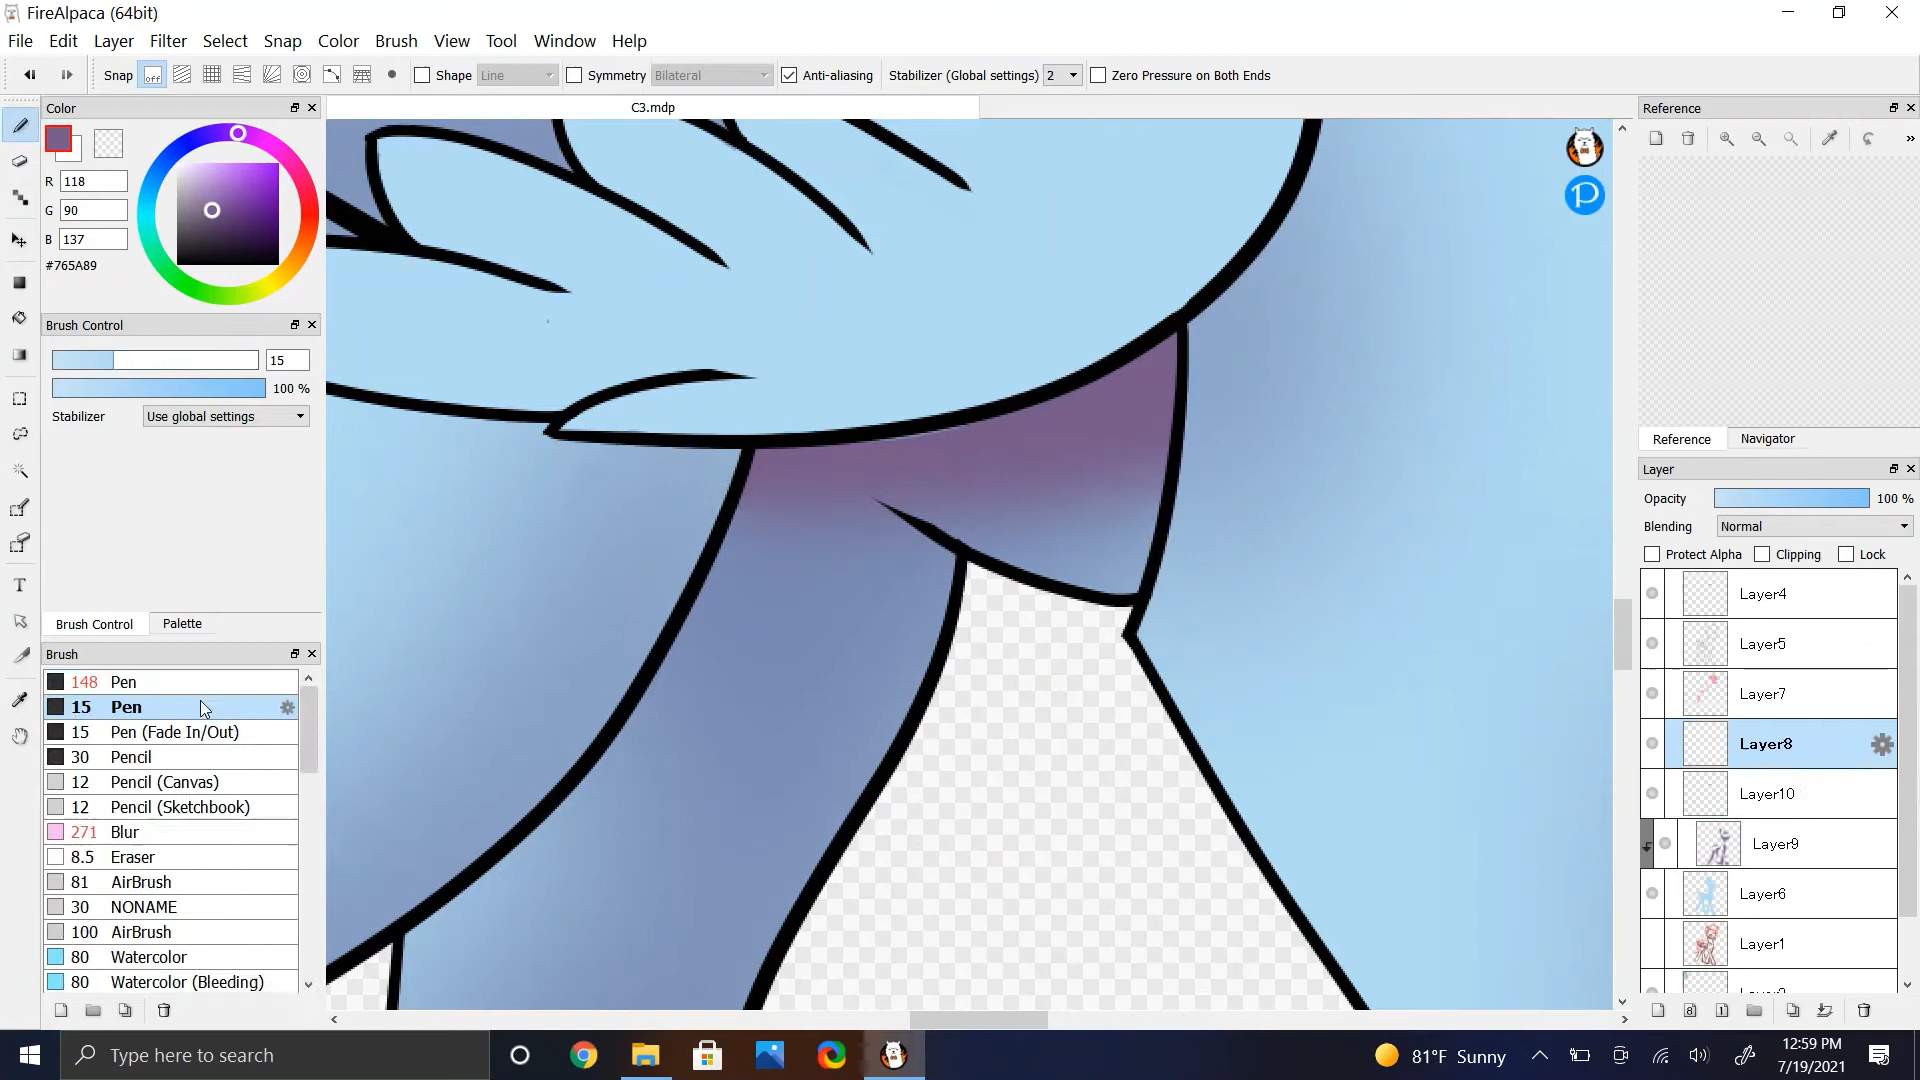 FireAlpaca (64bit)
File Edit Layer Filter Select Snap Color Brush View Tool Window Help
Snap off Shape Line Symmetry Bilateral Anti-aliasing Stabilizer (Global settings) 2 Zero Pressure on Both Ends
Color
C3.mdp
Reference
R 118
G 90
B 137
#765A89
Brush Control
15
100 %
Stabilizer Use global settings
Brush Control Palette
Brush
148 Pen
15 Pen
15 Pen (Fade In/Out)
30 Pencil
12 Pencil (Canvas)
12 Pencil (Sketchbook)
271 Blur
8.5 Eraser
81 AirBrush
30 NONAME
100 AirBrush
80 Watercolor
80 Watercolor (Bleeding)
P
Reference Navigator
Layer
Opacity 100 %
Blending Normal
Protect Alpha Clipping Lock
Layer4
Layer5
Layer7
Layer8
Layer10
Layer9
Layer6
Layer1
8 1
Type here to search
81°F Sunny
12:59 PM
7/19/2021